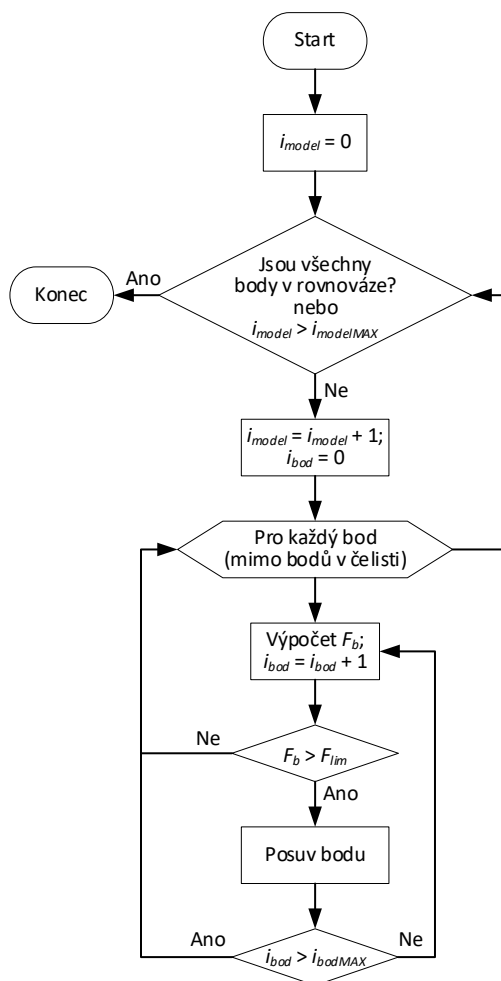 Start
i_model = 0
Jsou všechny
body v rovnováze?
nebo
i_model > i_modelMAX
Ano
Konec
Ne
i_model = i_model + 1;
i_bod = 0
Pro každý bod
(mimo bodů v čelisti)
Výpočet F_b;
i_bod = i_bod + 1
Ne
F_b > F_lim
Ano
Posuv bodu
Ano
i_bod > i_bodMAX
Ne